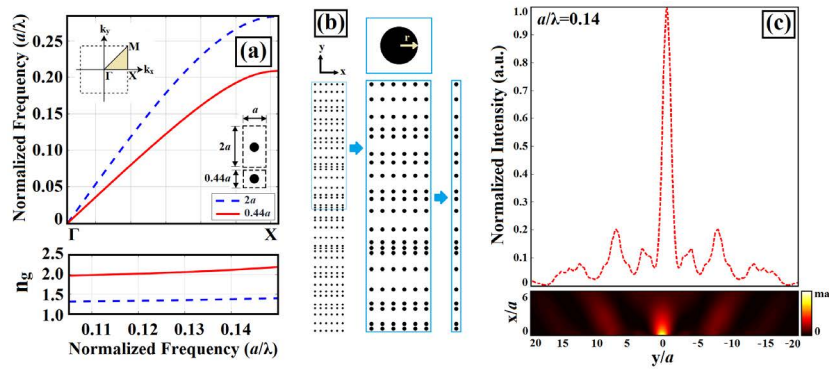 (a)
Normalized Frequency (a/λ)
0.25
0.20
0.15
0.10
0.05
0
Γ
X
k_y
M
Γ
X
k_x
a
2a
0.44a
2a
0.44a
n_g
2.5
2.0
1.5
1.0
0.11
0.12
0.13
0.14
Normalized Frequency (a/λ)
(b)
r
y
x
(c)
a/λ=0.14
Normalized Intensity (a.u.)
1.0
0.9
0.8
0.7
0.6
0.5
0.4
0.3
0.2
0.1
0
x/a
6
4
2
0
max
0
20
15
10
5
0
-5
-10
-15
-20
y/a